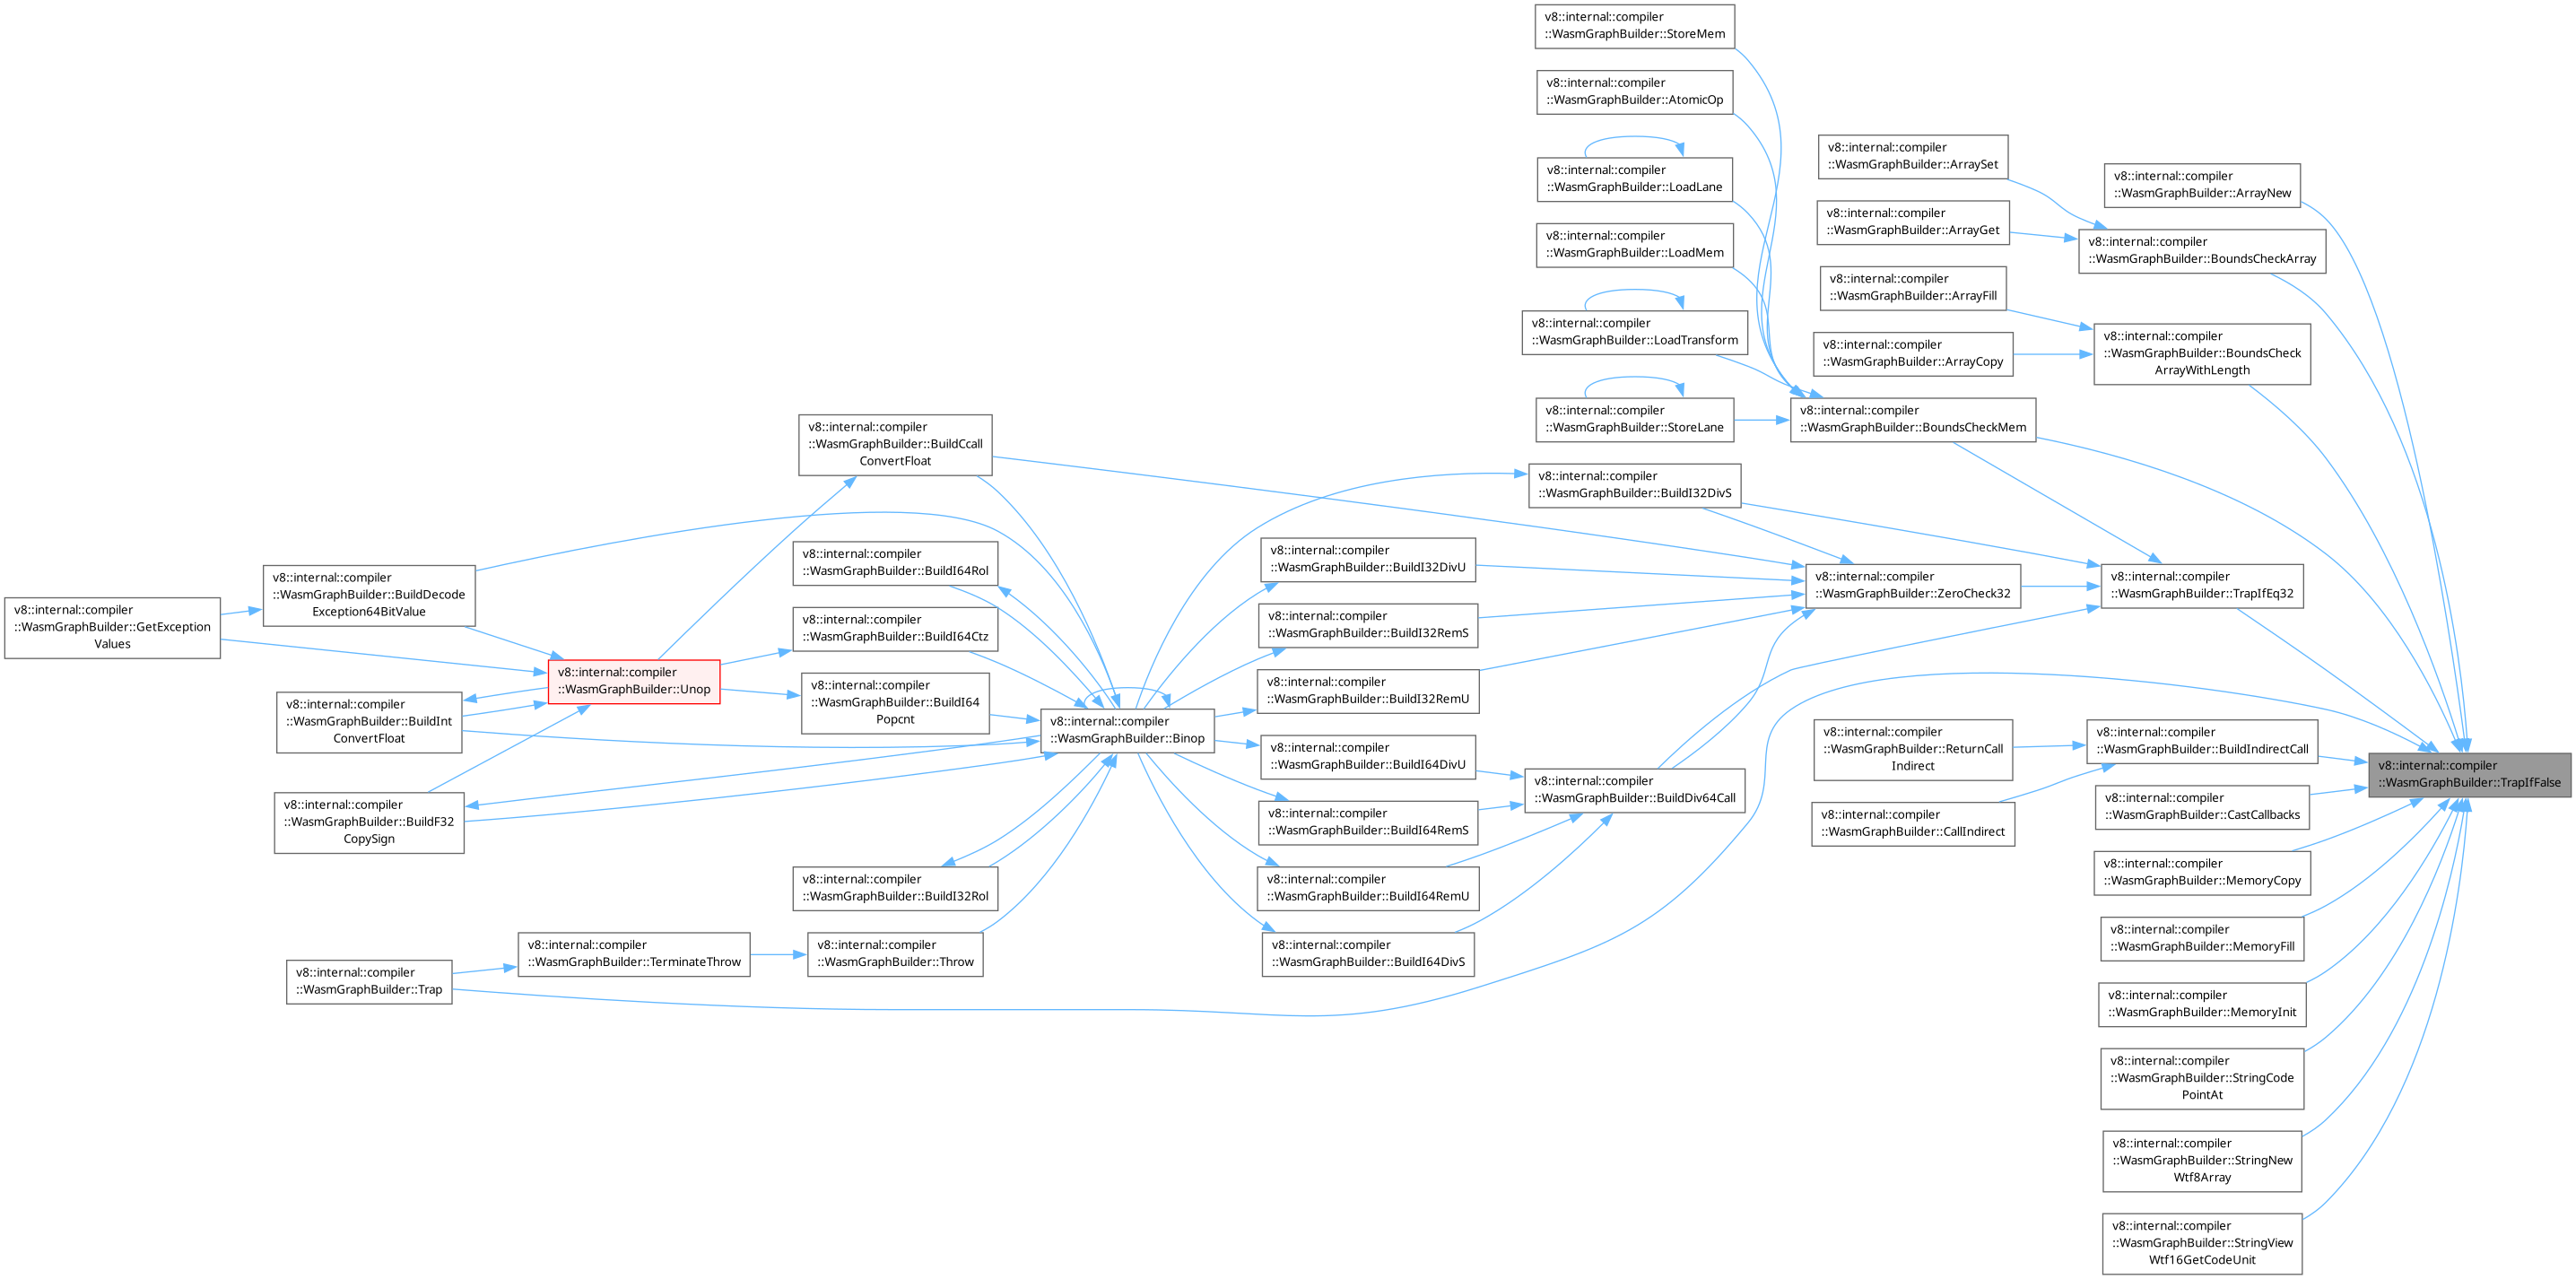 v8::internal::compiler
::WasmGraphBuilder::StoreMem
v8::internal::compiler
::WasmGraphBuilder::AtomicOp
v8::internal::compiler
::WasmGraphBuilder::LoadLane
v8::internal::compiler
::WasmGraphBuilder::LoadMem
v8::internal::compiler
::WasmGraphBuilder::LoadTransform
v8::internal::compiler
::WasmGraphBuilder::StoreLane
v8::internal::compiler
::WasmGraphBuilder::ArraySet
v8::internal::compiler
::WasmGraphBuilder::ArrayGet
v8::internal::compiler
::WasmGraphBuilder::ArrayFill
v8::internal::compiler
::WasmGraphBuilder::ArrayCopy
v8::internal::compiler
::WasmGraphBuilder::BoundsCheckMem
v8::internal::compiler
::WasmGraphBuilder::ArrayNew
v8::internal::compiler
::WasmGraphBuilder::BoundsCheckArray
v8::internal::compiler
::WasmGraphBuilder::BoundsCheck
ArrayWithLength
v8::internal::compiler
::WasmGraphBuilder::BuildCcall
ConvertFloat
v8::internal::compiler
::WasmGraphBuilder::BuildI32DivS
v8::internal::compiler
::WasmGraphBuilder::BuildI64Rol
v8::internal::compiler
::WasmGraphBuilder::BuildI32DivU
v8::internal::compiler
::WasmGraphBuilder::ZeroCheck32
v8::internal::compiler
::WasmGraphBuilder::TrapIfEq32
v8::internal::compiler
::WasmGraphBuilder::BuildDecode
Exception64BitValue
v8::internal::compiler
::WasmGraphBuilder::GetException
Values
v8::internal::compiler
::WasmGraphBuilder::BuildI64Ctz
v8::internal::compiler
::WasmGraphBuilder::BuildI32RemS
v8::internal::compiler
::WasmGraphBuilder::Unop
v8::internal::compiler
::WasmGraphBuilder::BuildI64
Popcnt
v8::internal::compiler
::WasmGraphBuilder::BuildI32RemU
v8::internal::compiler
::WasmGraphBuilder::BuildInt
ConvertFloat
v8::internal::compiler
::WasmGraphBuilder::Binop
v8::internal::compiler
::WasmGraphBuilder::BuildI64DivU
v8::internal::compiler
::WasmGraphBuilder::ReturnCall
Indirect
v8::internal::compiler
::WasmGraphBuilder::BuildIndirectCall
v8::internal::compiler
::WasmGraphBuilder::TrapIfFalse
v8::internal::compiler
::WasmGraphBuilder::BuildDiv64Call
v8::internal::compiler
::WasmGraphBuilder::CastCallbacks
v8::internal::compiler
::WasmGraphBuilder::BuildF32
CopySign
v8::internal::compiler
::WasmGraphBuilder::BuildI64RemS
v8::internal::compiler
::WasmGraphBuilder::CallIndirect
v8::internal::compiler
::WasmGraphBuilder::MemoryCopy
v8::internal::compiler
::WasmGraphBuilder::BuildI32Rol
v8::internal::compiler
::WasmGraphBuilder::BuildI64RemU
v8::internal::compiler
::WasmGraphBuilder::MemoryFill
v8::internal::compiler
::WasmGraphBuilder::TerminateThrow
v8::internal::compiler
::WasmGraphBuilder::Throw
v8::internal::compiler
::WasmGraphBuilder::BuildI64DivS
v8::internal::compiler
::WasmGraphBuilder::Trap
v8::internal::compiler
::WasmGraphBuilder::MemoryInit
v8::internal::compiler
::WasmGraphBuilder::StringCode
PointAt
v8::internal::compiler
::WasmGraphBuilder::StringNew
Wtf8Array
v8::internal::compiler
::WasmGraphBuilder::StringView
Wtf16GetCodeUnit